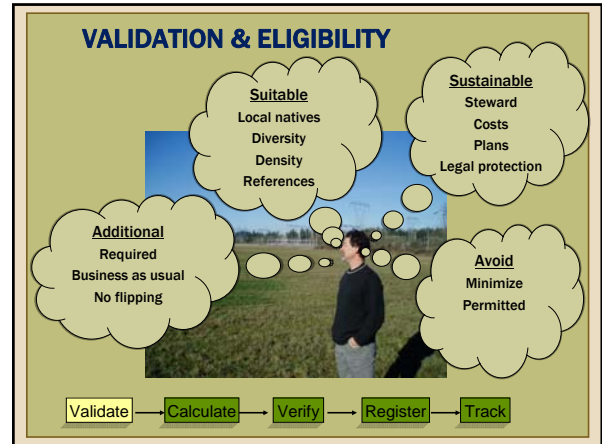 VALIDATION & ELIGIBILITY
Suitable
Local natives
Diversity
Density
References
Sustainable
Steward
Costs
Plans
Legal protection
Additional
Required
Business as usual
No flipping
Avoid
Minimize
Permitted
Validate
Calculate
Verify
Register
Track